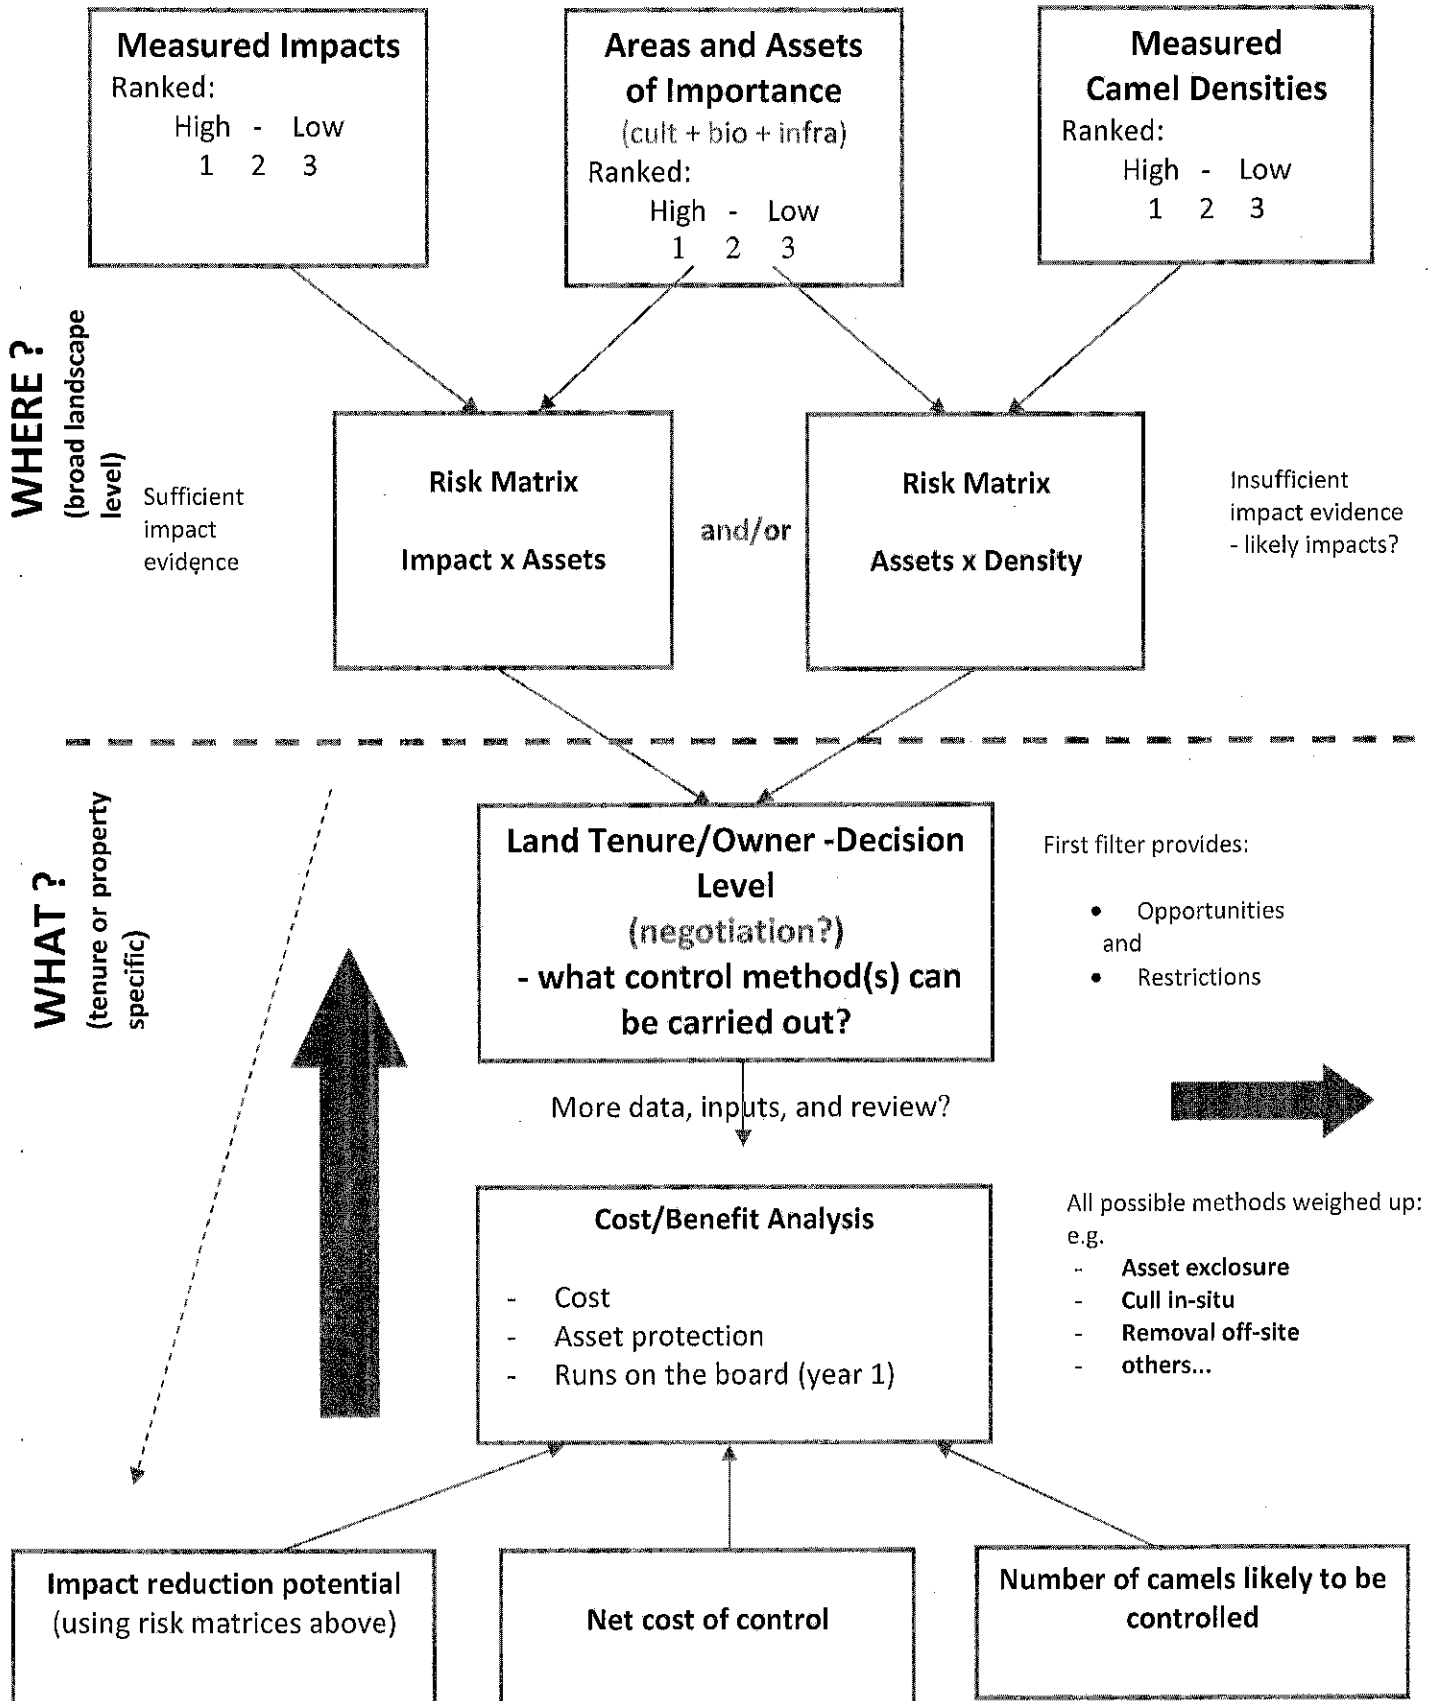 Measured Impacts
Ranked:
High - Low
1 2 3
Areas and Assets
of Importance
(cult + bio + infra)
Ranked:
High - Low
1 2 3
Measured
Camel Densities
Ranked:
High - Low
1 2 3
WHERE ?
(broad landscape
level)
Sufficient
impact
evidence
Risk Matrix
Impact x Assets
and/or
Risk Matrix
Assets x Density
Insufficient
impact evidence
- likely impacts?
WHAT ?
(tenure or property
specific)
Land Tenure/Owner -Decision
Level
(negotiation?)
- what control method(s) can
be carried out?
First filter provides:
• Opportunities
and
• Restrictions
More data, inputs, and review?
Cost/Benefit Analysis
- Cost
- Asset protection
- Runs on the board (year 1)
All possible methods weighed up:
e.g.
- Asset exclosure
- Cull in-situ
- Removal off-site
- others...
Impact reduction potential
(using risk matrices above)
Net cost of control
Number of camels likely to be
controlled